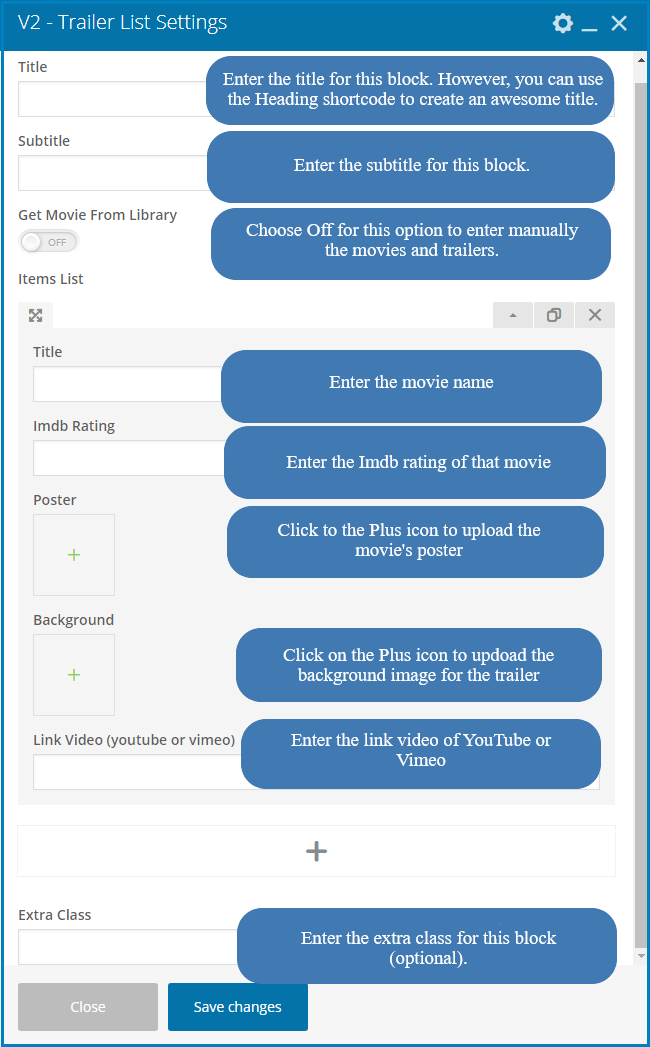 V2 - Trailer List Settings
Title
Enter the title for this block. However, you can use
the Heading shortcode to create an awesome title.
Subtitle
Enter the subtitle for this block.
Get Movie From Library
OFF
Choose Off for this option to enter manually
the movies and trailers.
Items List
Title
Enter the movie name
Imdb Rating
Enter the Imdb rating of that movie
Poster
Click to the Plus icon to upload the
movie's poster
Background
Click on the Plus icon to updoad the
background image for the trailer
Link Video (youtube or vimeo)
Enter the link video of YouTube or
Vimeo
Extra Class
Enter the extra class for this block
(optional).
Close
Save changes